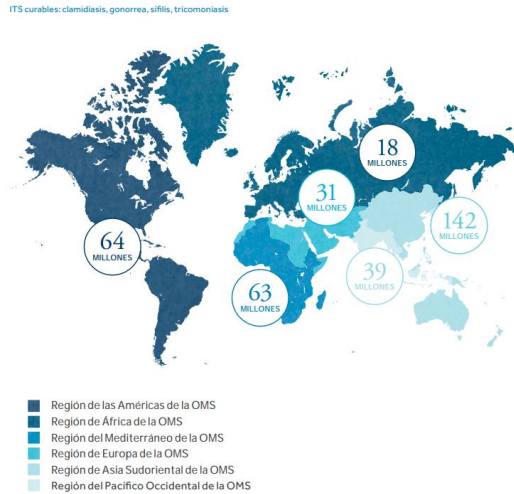 ITS curables: clamidiasis, gonorrea, sífilis, tricomoniasis
18
MILLONES
31
MILLONES
142
MILLONES
64
MILLONES
39
MILLONES
63
MILLONES
Región de las Américas de la OMS
Región de África de la OMS
Región del Mediterráneo de la OMS
Región de Europa de la OMS
Región de Asia Sudoriental de la OMS
Región del Pacífico Occidental de la OMS